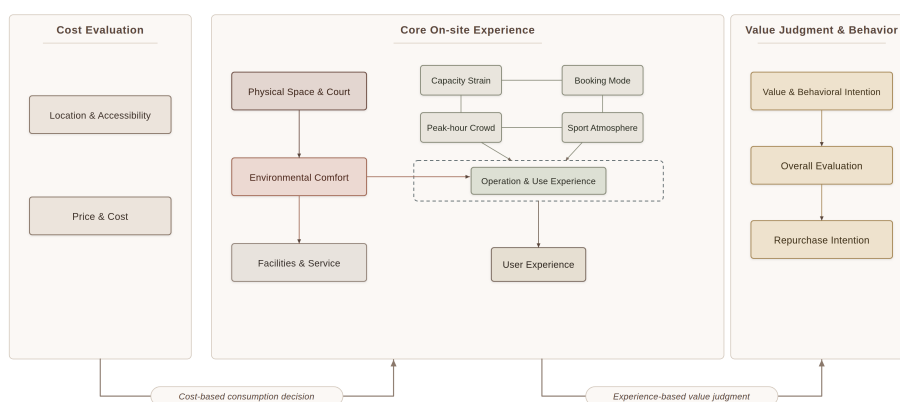 Cost Evaluation
Location & Accessibility
Price & Cost
Core On-site Experience
Physical Space & Court
Environmental Comfort
Facilities & Service
Capacity Strain
Booking Mode
Peak-hour Crowd
Sport Atmosphere
Operation & Use Experience
User Experience
Value Judgment & Behavior
Value & Behavioral Intention
Overall Evaluation
Repurchase Intention
Cost-based consumption decision
Experience-based value judgment